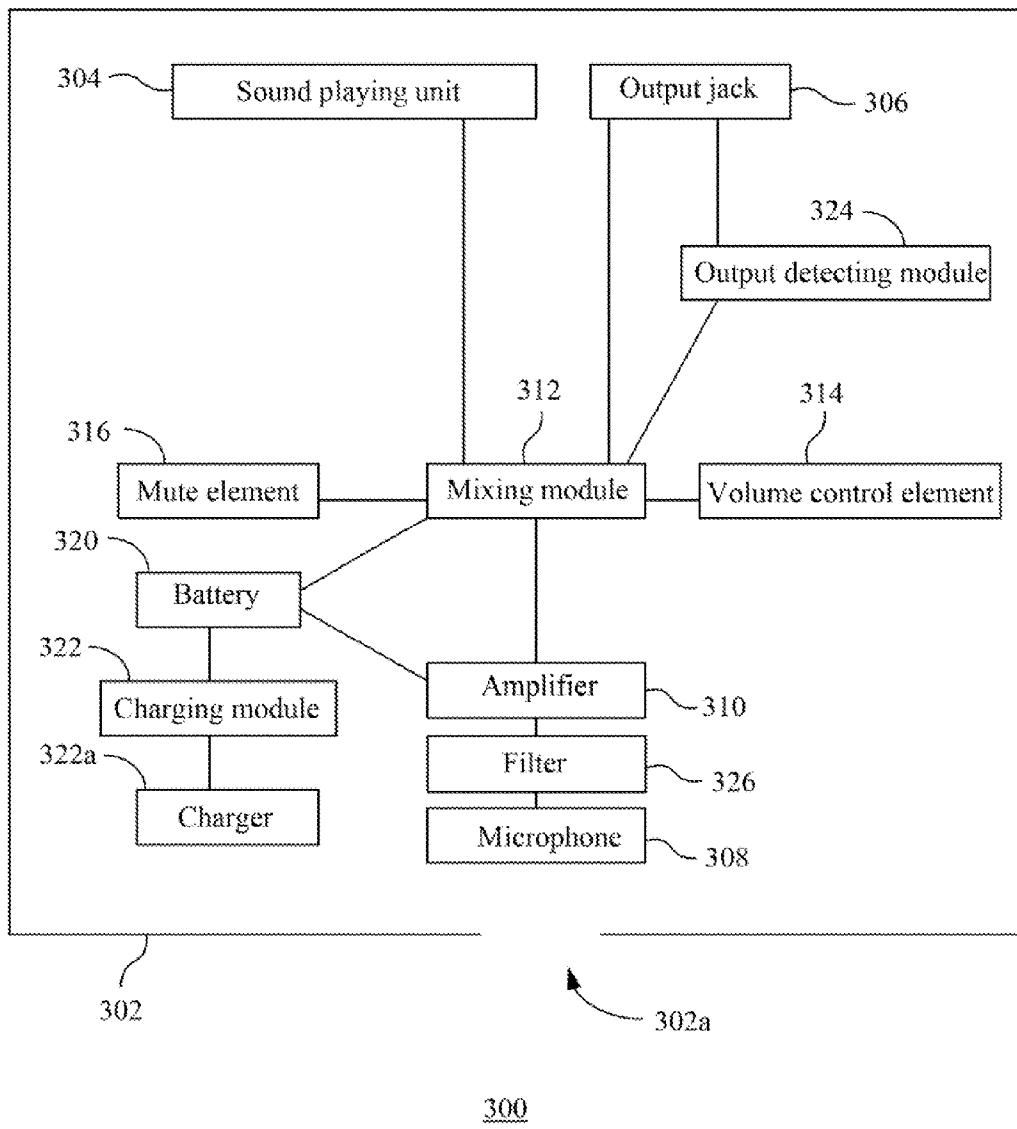 304
Sound playing unit
Output jack
306
324
Output detecting module
312
314
316
Mute element
Mixing module
Volume control element
320
Battery
322
Amplifier
310
Charging module
322a
Filter
326
Charger
Microphone
308
302
302a
300